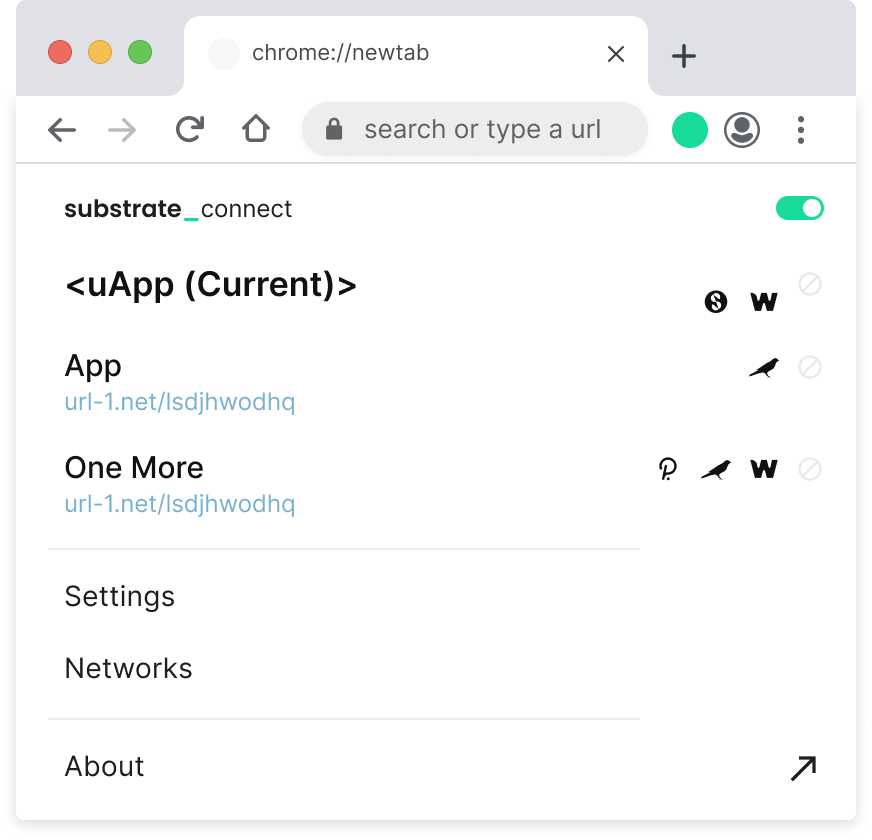 chrome://newtab
search or type a url
substrate_connect
<uApp (Current)>
App
url-1.net/lsdjhwodhq
One More
url-1.net/lsdjhwodhq
Settings
Networks
About